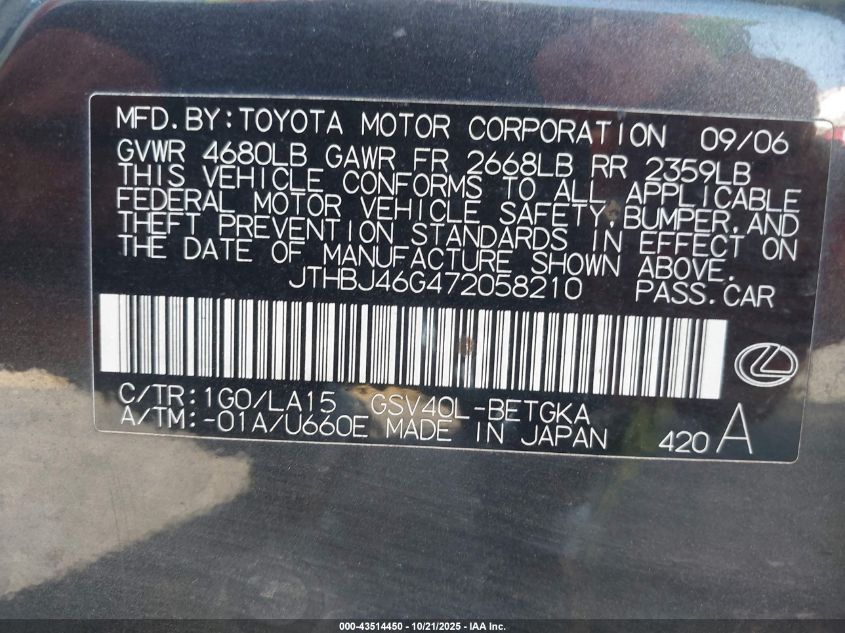 MFD.BY:TOYOTA MOTOR CORPORATION 09/06
GVWR 4680LB GAWR FR 2668LB RR 2359LB
THIS VEHICLE CONFORMS TO ALL APPLICABLE
FEDERAL MOTOR VEHICLE SAFETY,BUMPER,AND
THEFT PREVENTION STANDARDS IN EFFECT ON
THE DATE OF MANUFACTURE SHOWN ABOVE.
JTHBJ46G472058210 PASS.CAR
C/TR:1G0/LA15 GSV40L-BETGKA
A/TM:-01A/U660E MADE IN JAPAN 420A
000-43514450 - 10/21/2025 - IAA Inc.